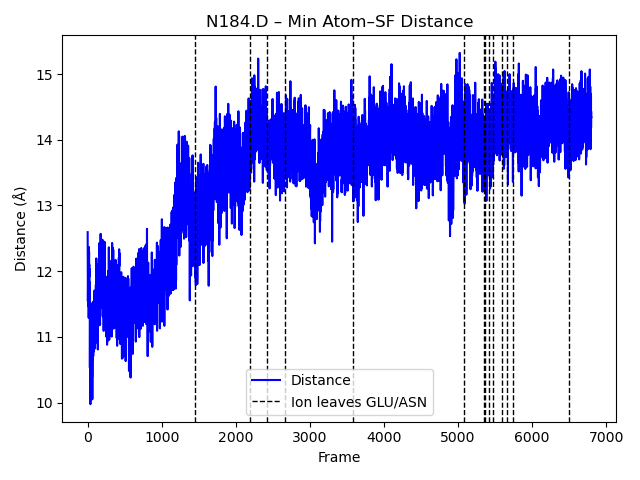 N184.D – Min Atom–SF Distance
Distance (Å)
15
14
13
12
11
10
Distance
Ion leaves GLU/ASN
0 1000 2000 3000 4000 5000 6000 7000
Frame